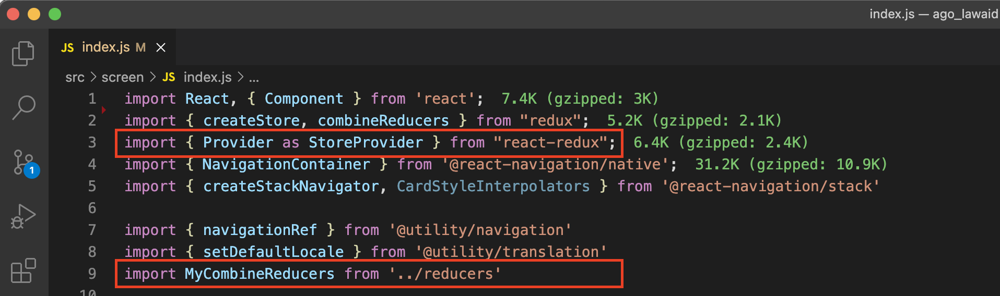 index.js — ago_lawaid
JS index.js M
src > screen > JS index.js > ...
1 import React, { Component } from 'react'; 7.4K (gzipped: 3K)
2 import { createStore, combineReducers } from "redux"; 5.2K (gzipped: 2.1K)
3 import { Provider as StoreProvider } from "react-redux"; 6.4K (gzipped: 2.4K)
4 import { NavigationContainer } from '@react-navigation/native'; 31.2K (gzipped: 10.9K)
5 import { createStackNavigator, CardStyleInterpolators } from '@react-navigation/stack'
6
7 import { navigationRef } from '@utility/navigation'
8 import { setDefaultLocale } from '@utility/translation'
1
9 import MyCombineReducers from '../reducers'
10